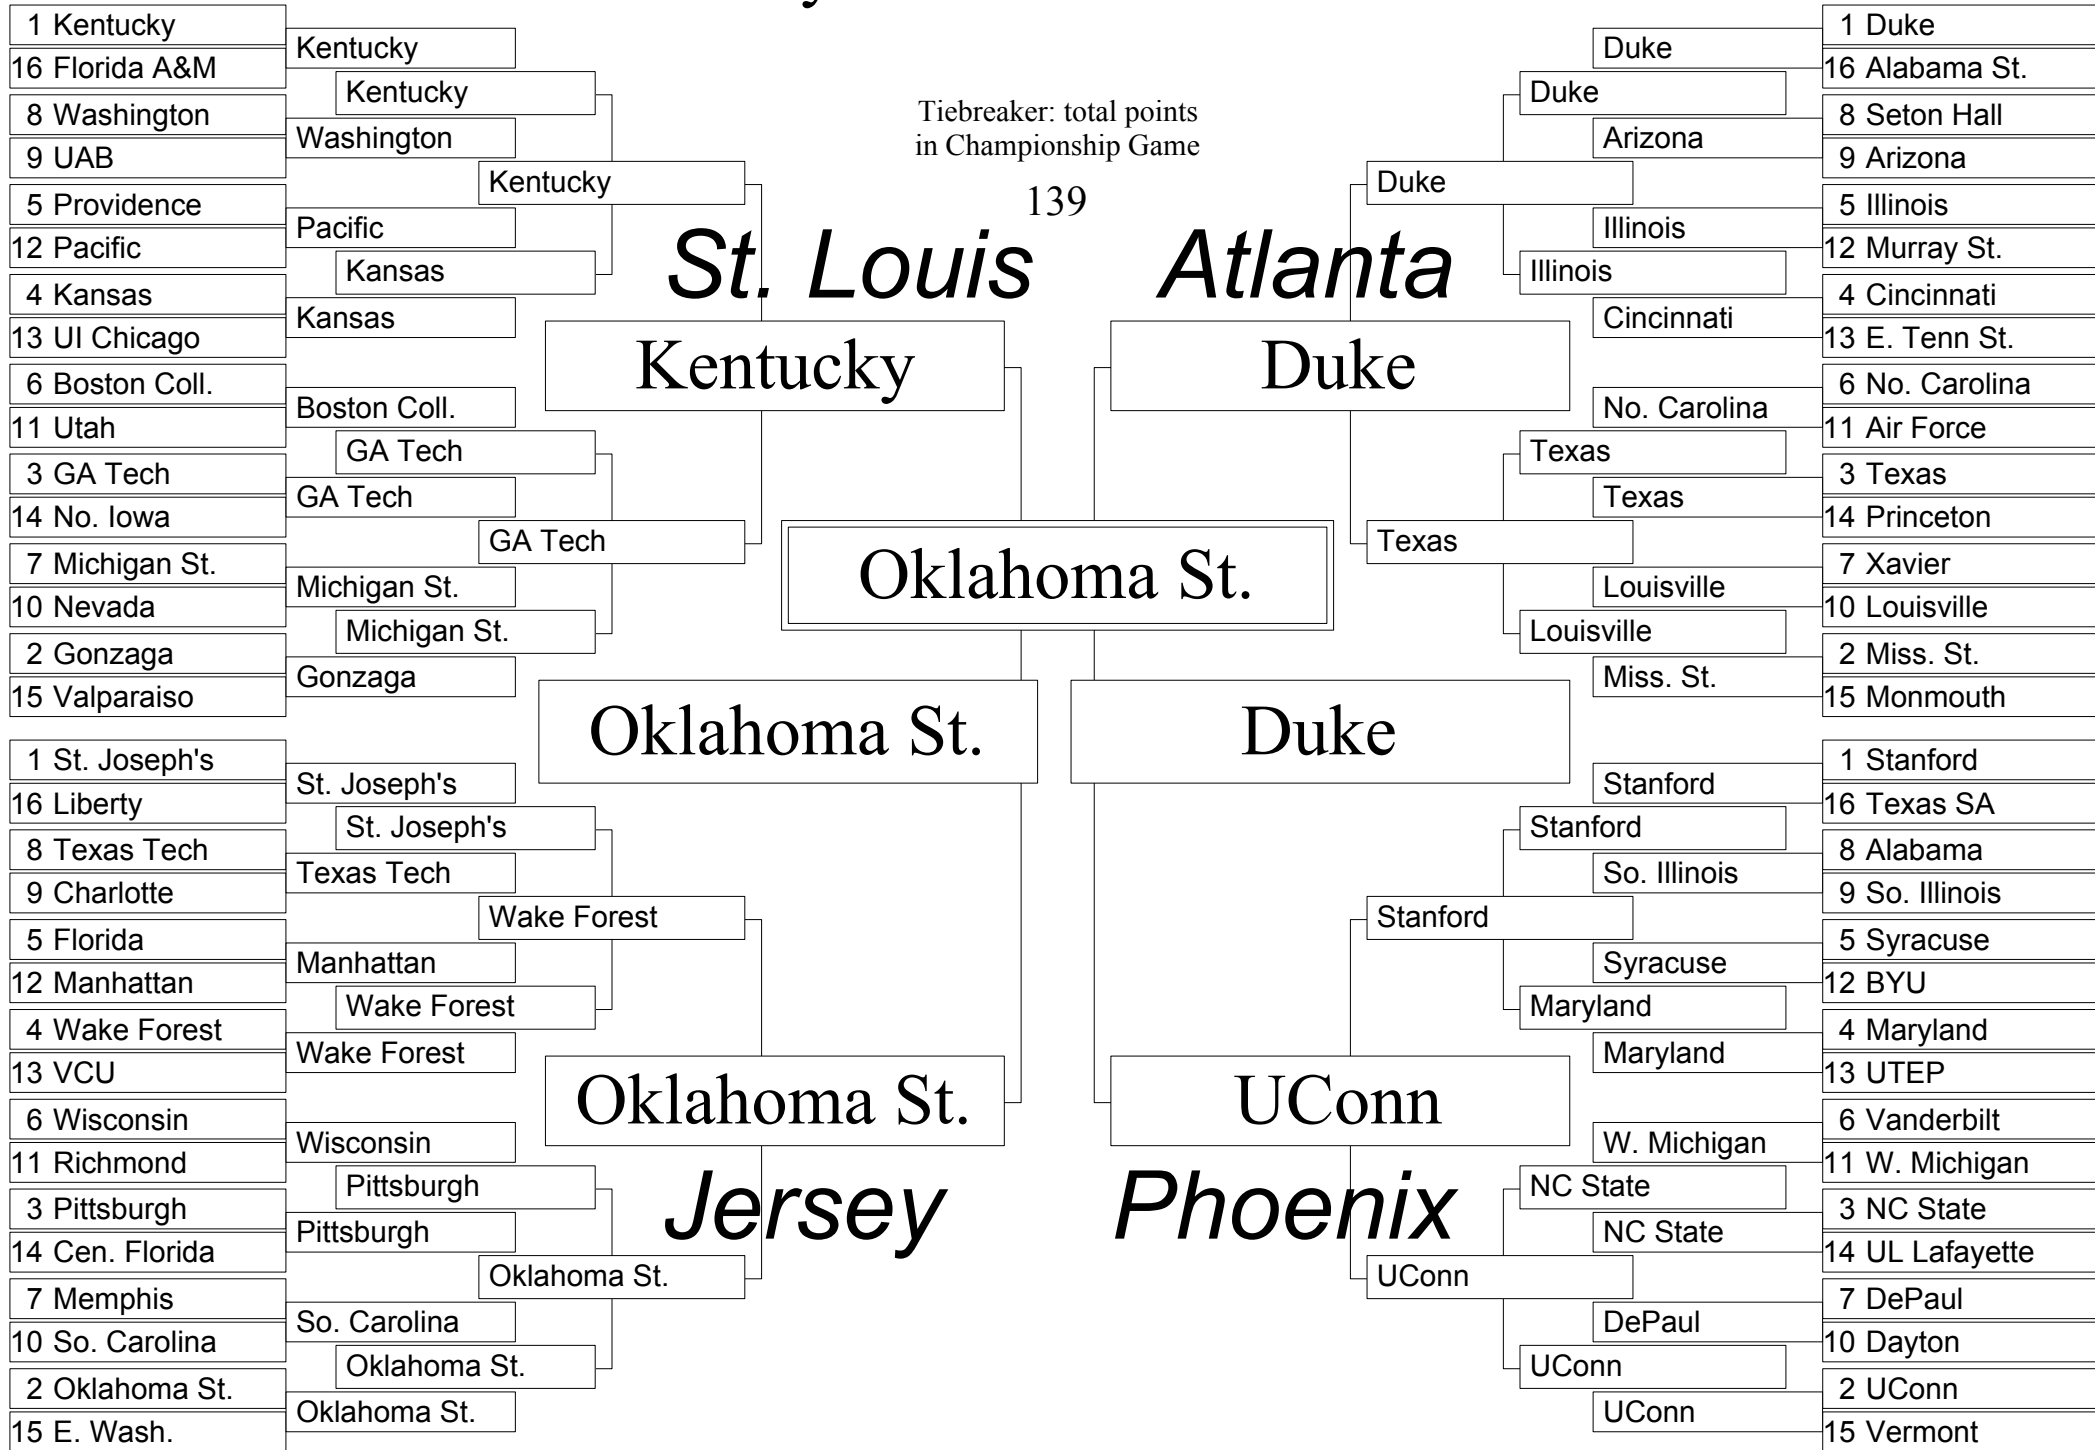 1 Kentucky
16 Florida A&M
8 Washington
9 UAB
5 Providence
12 Pacific
4 Kansas
13 UI Chicago
6 Boston Coll.
11 Utah
3 GA Tech
14 No. Iowa
7 Michigan St.
10 Nevada
2 Gonzaga
15 Valparaiso
Kentucky
Washington
Pacific
Kansas
Boston Coll.
GA Tech
Michigan St.
Gonzaga
Kentucky
Kansas
GA Tech
Michigan St.
Kentucky
GA Tech
St. Louis
Kentucky
1 St. Joseph's
16 Liberty
8 Texas Tech
9 Charlotte
5 Florida
12 Manhattan
4 Wake Forest
13 VCU
6 Wisconsin
11 Richmond
3 Pittsburgh
14 Cen. Florida
7 Memphis
10 So. Carolina
2 Oklahoma St.
15 E. Wash.
St. Joseph's
Texas Tech
Manhattan
Wake Forest
Wisconsin
Pittsburgh
So. Carolina
Oklahoma St.
St. Joseph's
Wake Forest
Pittsburgh
Oklahoma St.
Wake Forest
Oklahoma St.
Oklahoma St.
Jersey
Tiebreaker: total points
in Championship Game
139
Oklahoma St.
Oklahoma St.
Duke
Atlanta
Duke
Duke
Texas
Duke
Illinois
Texas
Louisville
Duke
Arizona
Illinois
Cincinnati
No. Carolina
Texas
Louisville
Miss. St.
1 Duke
16 Alabama St.
8 Seton Hall
9 Arizona
5 Illinois
12 Murray St.
4 Cincinnati
13 E. Tenn St.
6 No. Carolina
11 Air Force
3 Texas
14 Princeton
7 Xavier
10 Louisville
2 Miss. St.
15 Monmouth
UConn
Phoenix
Stanford
UConn
Stanford
Maryland
NC State
UConn
Stanford
So. Illinois
Syracuse
Maryland
W. Michigan
NC State
DePaul
UConn
1 Stanford
16 Texas SA
8 Alabama
9 So. Illinois
5 Syracuse
12 BYU
4 Maryland
13 UTEP
6 Vanderbilt
11 W. Michigan
3 NC State
14 UL Lafayette
7 DePaul
10 Dayton
2 UConn
15 Vermont